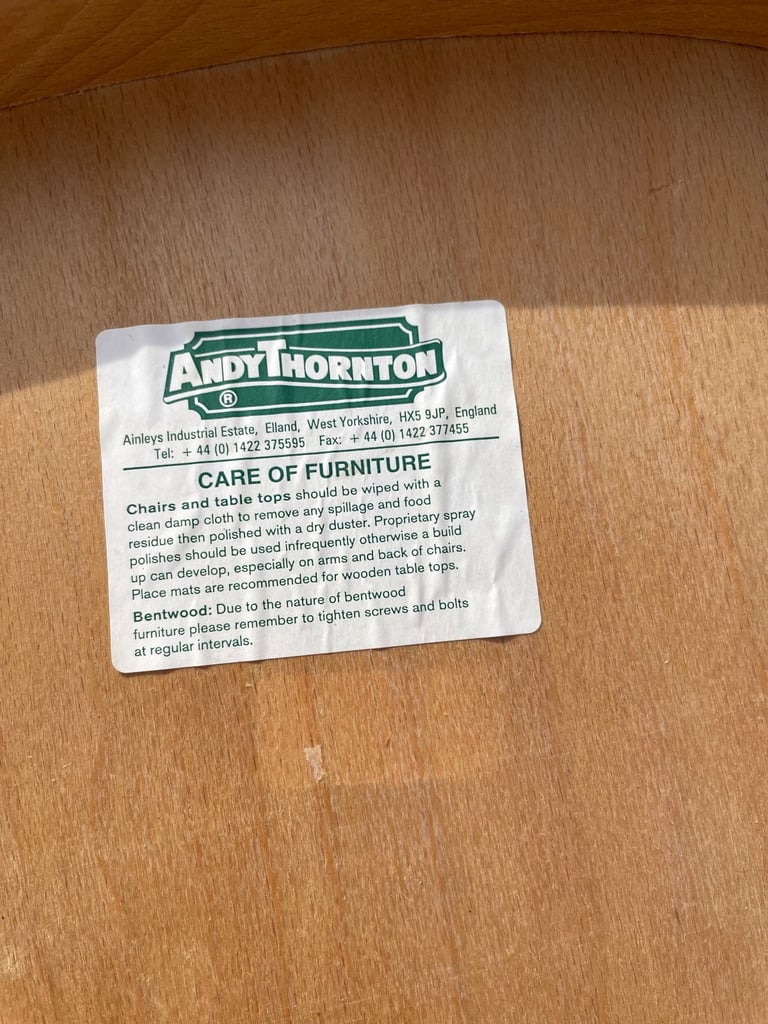 ANDY THORNTON
®
Ainleys Industrial Estate, Elland, West Yorkshire, HX5 9JP, England
Tel: + 44 (0) 1422 375595 Fax: + 44 (0) 1422 377455
CARE OF FURNITURE
Chairs and table tops should be wiped with a
clean damp cloth to remove any spillage and food
residue then polished with a dry duster. Proprietary spray
polishes should be used infrequently otherwise a build
up can develop, especially on arms and back of chairs.
Place mats are recommended for wooden table tops.
Bentwood: Due to the nature of bentwood
furniture please remember to tighten screws and bolts
at regular intervals.